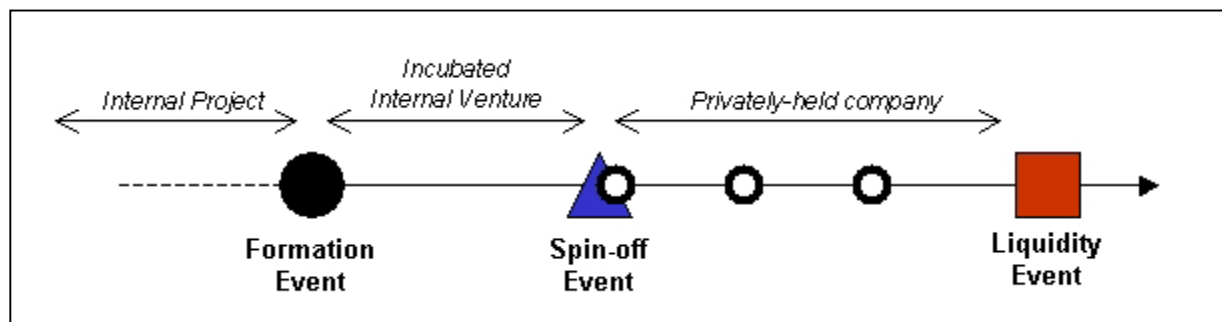 Internal Project
Incubated
Internal Venture
Privately-held company
Formation
Event
Spin-off
Event
Liquidity
Event